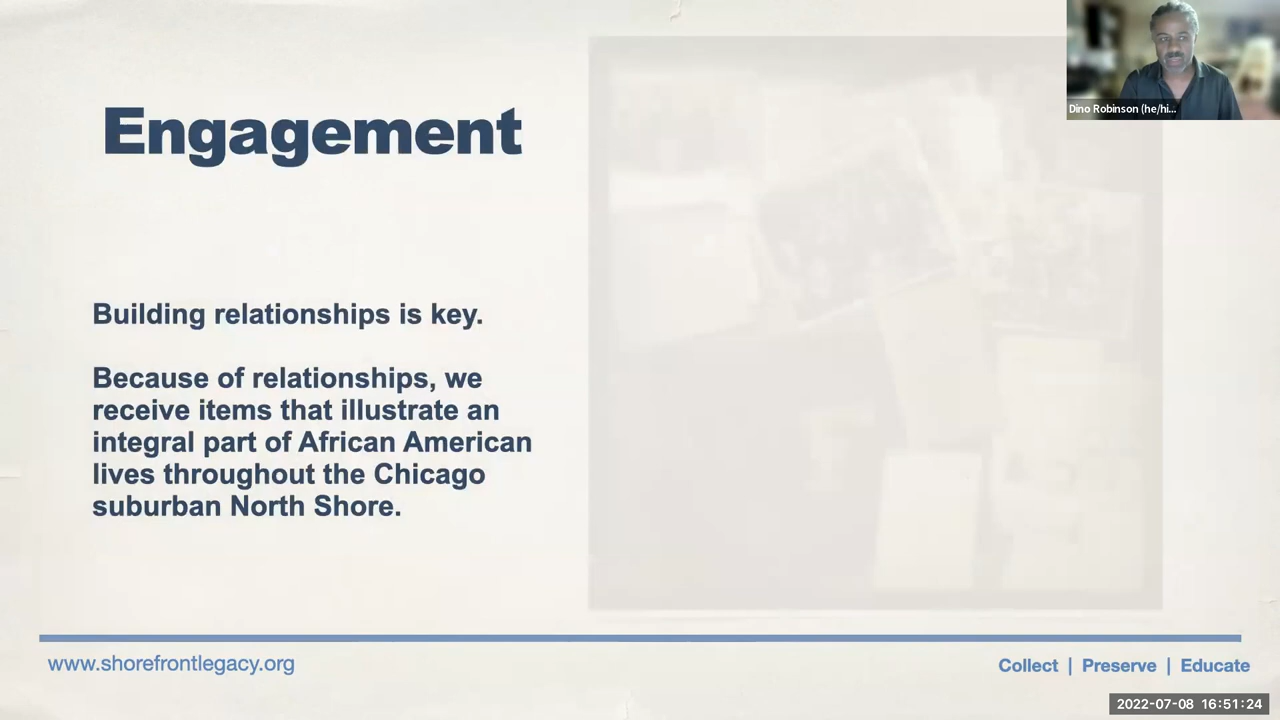 Engagement
Dino Robinson (he/hi...
Building relationships is key.
Because of relationships, we
receive items that illustrate an
integral part of African American
lives throughout the Chicago
suburban North Shore.
www.shorefrontlegacy.org
Collect | Preserve | Educate
2022-07-08 16:51:24